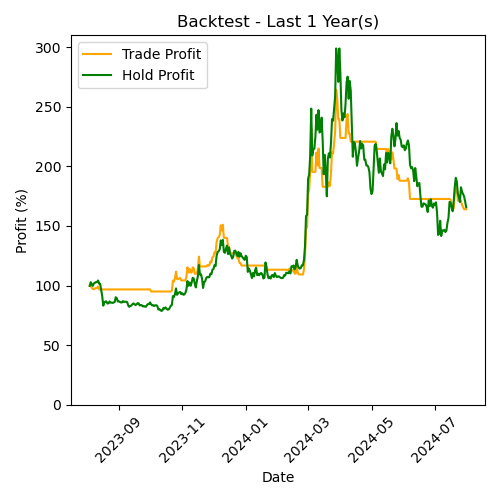 Backtest - Last 1 Year(s)
Trade Profit
Hold Profit
Profit (%)
300
250
200
150
100
50
0
2023-09
2023-11
2024-01
2024-03
2024-05
2024-07
Date